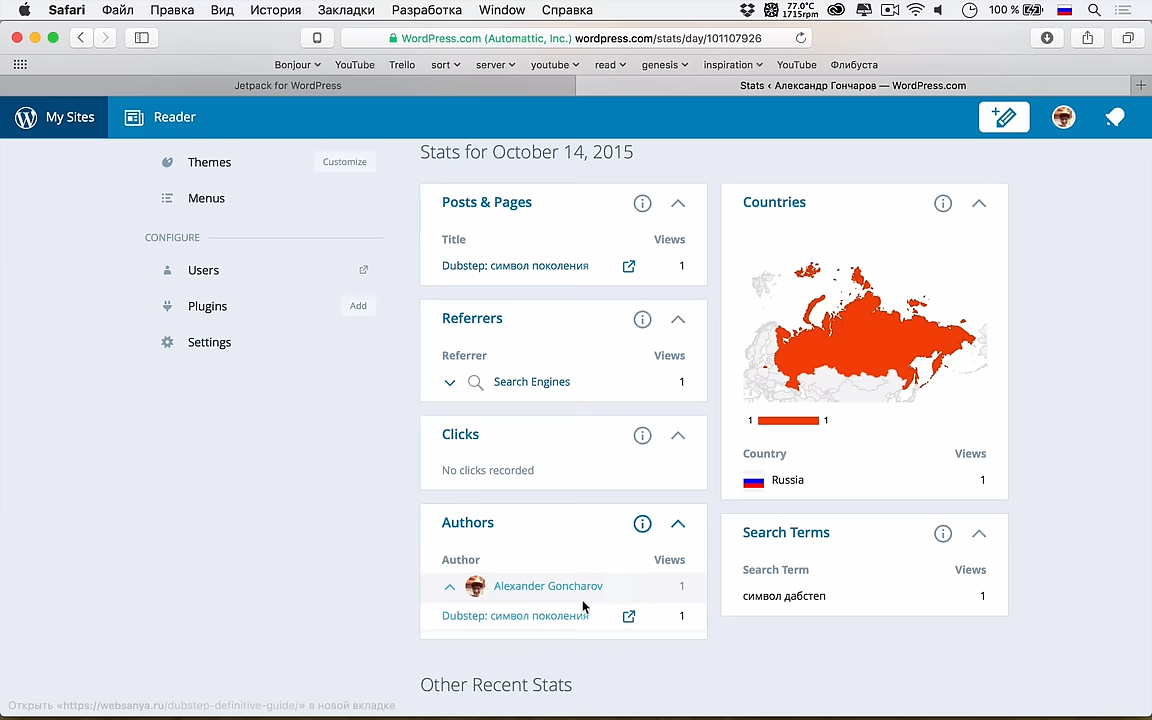 Safari Файл Правка Вид История Закладки Разработка Window Справка 77.0°C 1715rpm 100 %
WordPress.com (Automattic, Inc.) wordpress.com/stats/day/101107926
Bonjour YouTube Trello sort server youtube read genesis inspiration YouTube Флибуста
Jetpack for WordPress Stats ‹ Александр Гончаров — WordPress.com
My Sites Reader
Themes Customize
Menus
CONFIGURE
Users
Plugins Add
Settings
Stats for October 14, 2015
Posts & Pages
Title Views
Dubstep: символ поколения 1
Referrers
Referrer Views
Search Engines 1
Clicks
No clicks recorded
Authors
Author Views
Alexander Goncharov 1
Dubstep: символ поколения 1
Countries
1 1
Country Views
Russia 1
Search Terms
Search Term Views
символ дабстеп 1
Other Recent Stats
Открыть «https://websanya.ru/dubstep-definitive-guide/» в новой вкладке